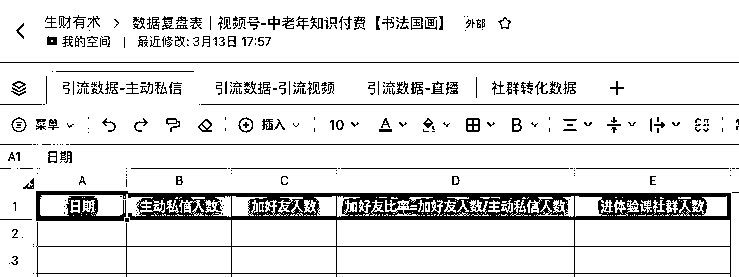 生财有术 > 数据复盘表｜视频号-中老年知识付费【书法国画】 外部
我的空间 | 最近修改: 3月13日 17:57
引流数据-主动私信 引流数据-引流视频 引流数据-直播 社群转化数据 +
菜单 插入 10 A B
A1 日期
A B C D E
1 日期 主动私信人数 加好友人数 加好友比率=加好友人数/主动私信人数 进体验课社群人数
2
3